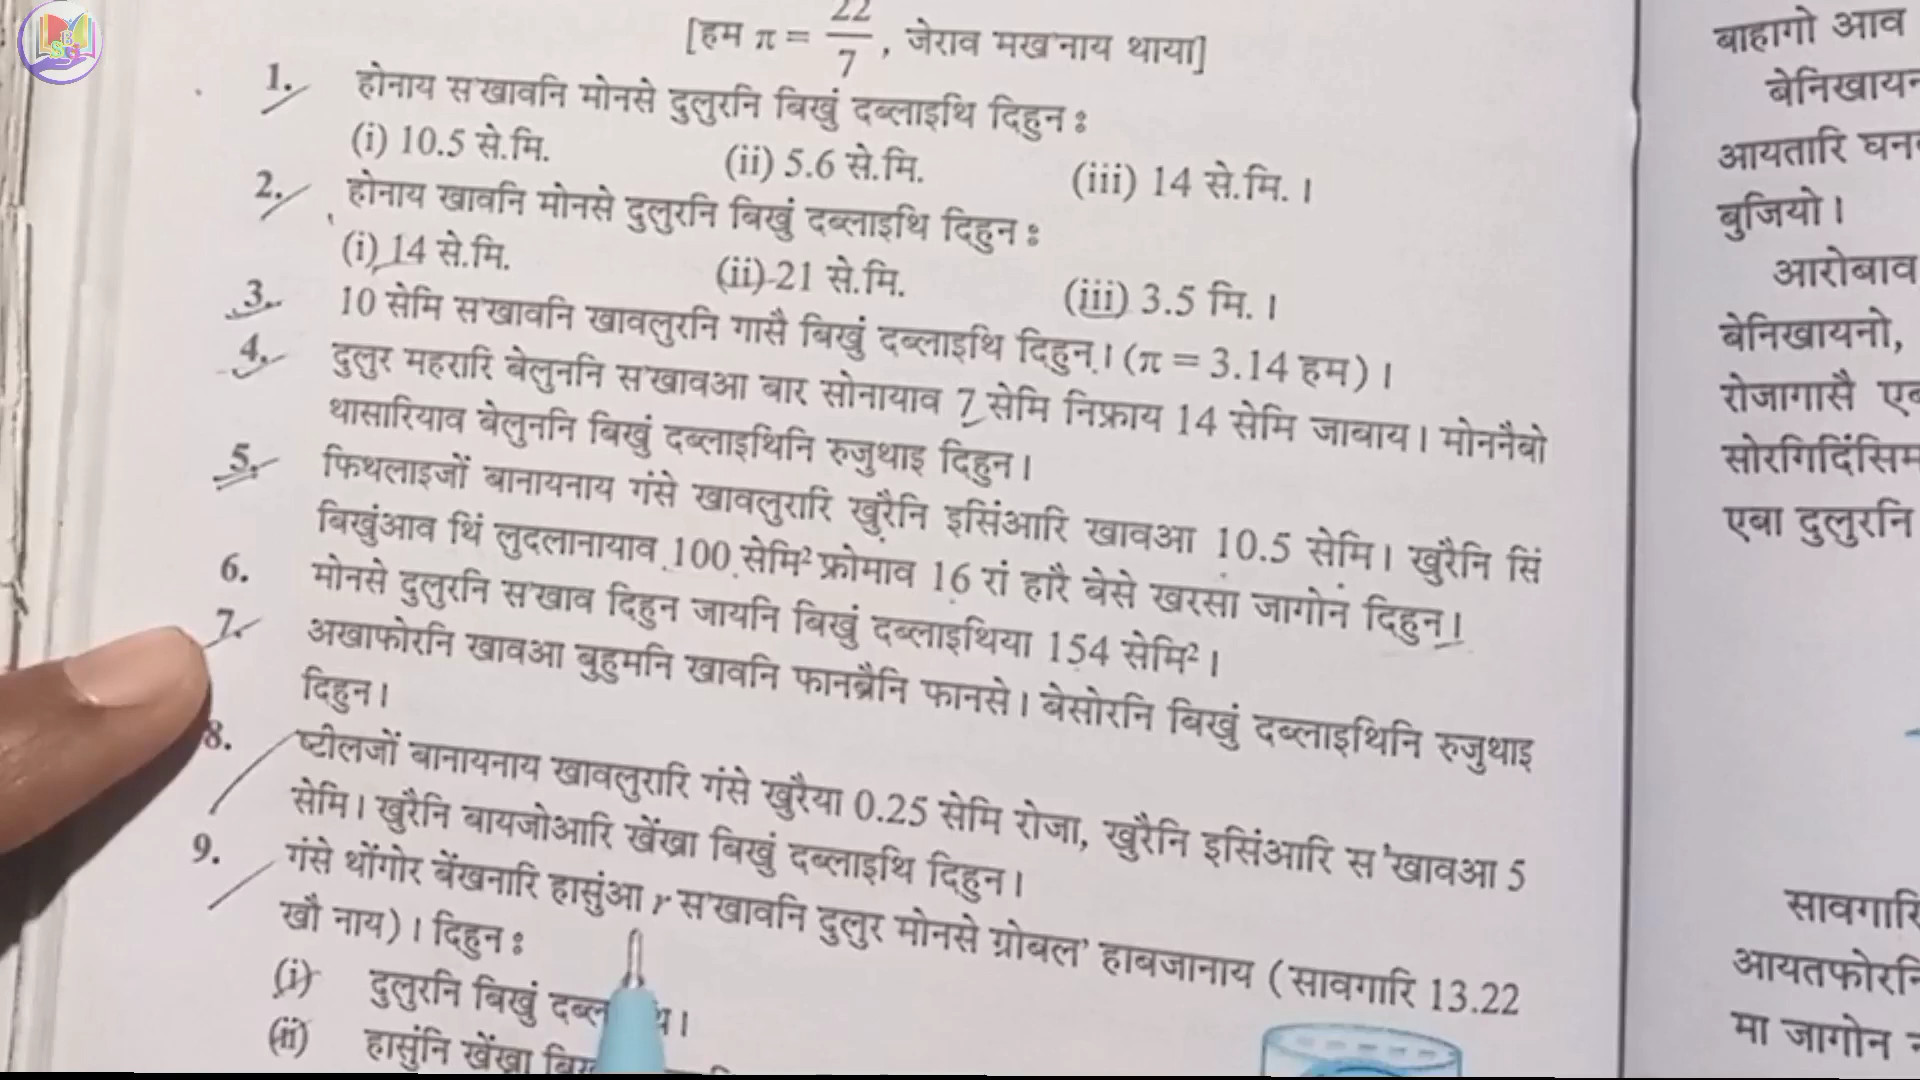 [हम π = 22/7, जेराव मख'नाय थाया]
1. होनाय स'खावनि मोनसे दुलुरनि बिखुं दब्लाइथि दिहुन :
(i) 10.5 से.मि. (ii) 5.6 से.मि. (iii) 14 से.मि. ।
2. होनाय खावनि मोनसे दुलुरनि बिखुं दब्लाइथि दिहुन :
(i) 14 से.मि. (ii) 21 से.मि. (iii) 3.5 मि. ।
3. 10 सेमि स'खावनि खावलुरनि गासै बिखुं दब्लाइथि दिहुन । (π = 3.14 हम) ।
4. दुलुर महरारि बेलुननि स'खावआ बार सोनायाव 7 सेमि निफ्राय 14 सेमि जाबाय । मोननैबो
थासारियाव बेलुननि बिखुं दब्लाइथिनि रुजुथाइ दिहुन ।
5. फिथलाइजों बानायनाय गंसे खावलुरारि खुरैनि इसिंआरि खावआ 10.5 सेमि । खुरैनि सिं
बिखुंआव थिं लुदलानायाव 100 सेमि² फ्रोमाव 16 रां हारै बेसे खरसा जागोन दिहुन ।
6. मोनसे दुलुरनि स'खाव दिहुन जायनि बिखुं दब्लाइथिया 154 सेमि² ।
7. अखाफोरनि खावआ बुहुमनि खावनि फानब्रैनि फानसे । बेसोरनि बिखुं दब्लाइथिनि रुजुथाइ
दिहुन ।
8. ष्टीलजों बानायनाय खावलुरारि गंसे खुरैया 0.25 सेमि रोजा, खुरैनि इसिंआरि स'खावआ 5
सेमि । खुरैनि बायजोआरि खेंख्रा बिखुं दब्लाइथि दिहुन ।
9. गंसे थोंगोर बेंखनारि हासुंआ r स'खावनि दुलुर मोनसे ग्रोबल' हाबजानाय (सावगारि 13.22
खौ नाय) । दिहुन :
(i) दुलुरनि बिखुं
(ii) हासुंनि खेंख्रा
बाहागो आव
आयतारि
बुजियो ।
आरोबाव
बेनिखायनो,
रोजागासै
एबा दुलुरनि
सावगारि
मा जागोन